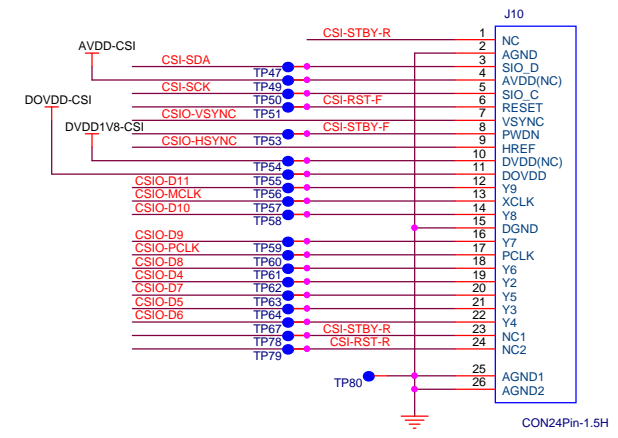 J10
CSI-STBY-R 1 NC
AVDD-CSI 2 AGND
CSI-SDA TP47 3 SIO_D
4 AVDD(NC)
CSI-SCK TP49 5 SIO_C
DOVDD-CSI TP50 CSI-RST-F 6 RESET
CSIO-VSYNC TP51 7 VSYNC
DVDD1V8-CSI CSI-STBY-F 8 PWDN
CSIO-HSYNC TP53 9 HREF
10 DVDD(NC)
TP54 11 DOVDD
CSIO-D11 TP55 12 Y9
CSIO-MCLK TP56 13 XCLK
CSIO-D10 TP57 14 Y8
TP58 15 DGND
CSIO-D9 16 Y7
CSIO-PCLK TP59 17 PCLK
CSIO-D8 TP60 18 Y6
CSIO-D4 TP61 19 Y2
CSIO-D7 TP62 20 Y5
CSIO-D5 TP63 21 Y3
CSIO-D6 TP64 22 Y4
TP67 CSI-STBY-R 23 NC1
TP78 CSI-RST-R 24 NC2
TP79
25 AGND1
TP80 26 AGND2
CON24Pin-1.5H